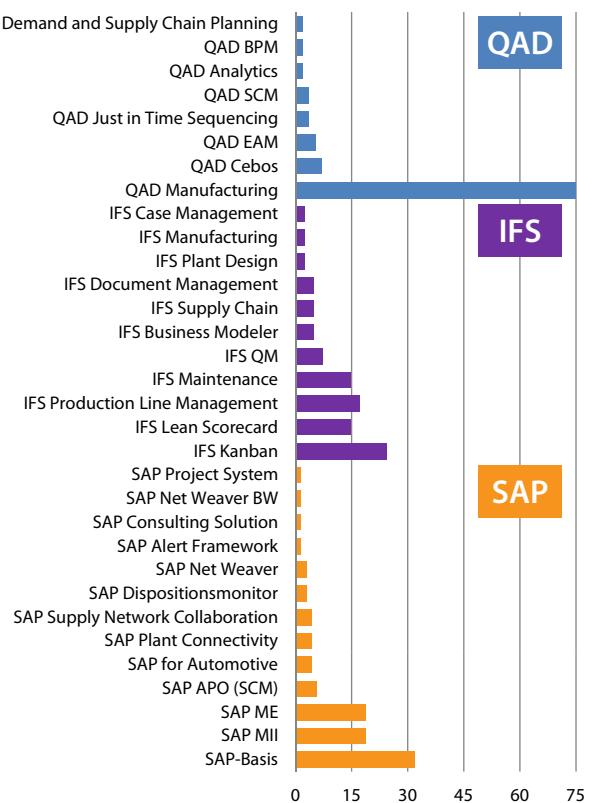 Demand and Supply Chain Planning
QAD
QAD BPM
QAD Analytics
QAD SCM
QAD Just in Time Sequencing
QAD EAM
QAD Cebos
QAD Manufacturing
IFS Case Management
IFS
IFS Manufacturing
IFS Plant Design
IFS Document Management
IFS Supply Chain
IFS Business Modeler
IFS QM
IFS Maintenance
IFS Production Line Management
IFS Lean Scorecard
IFS Kanban
SAP Project System
SAP
SAP Net Weaver BW
SAP Consulting Solution
SAP Alert Framework
SAP Net Weaver
SAP Dispositionsmonitor
SAP Supply Network Collaboration
SAP Plant Connectivity
SAP for Automotive
SAP APO (SCM)
SAP ME
SAP MII
SAP-Basis
0 15 30 45 60 75